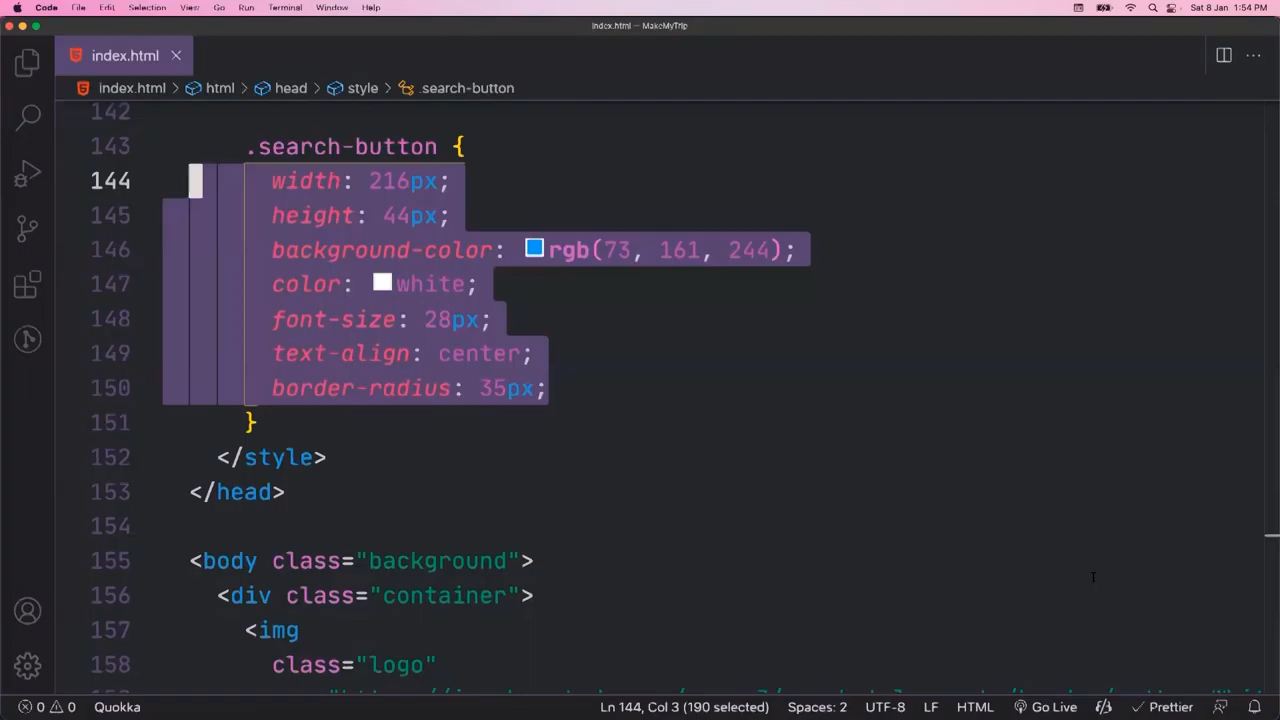 Code File Edit Selection View Go Run Terminal Window Help Sat 8 Jan 1:54 PM
index.html — MakeMyTrip
index.html
index.html > html > head > style > .search-button
142
143 .search-button {
144 width: 216px;
145 height: 44px;
146 background-color: rgb(73, 161, 244);
147 color: white;
148 font-size: 28px;
149 text-align: center;
150 border-radius: 35px;
151 }
152 </style>
153 </head>
154
155 <body class="background">
156 <div class="container">
157 <img
158 class="logo"
0 0 Quokka Ln 144, Col 3 (190 selected) Spaces: 2 UTF-8 LF HTML Go Live Prettier